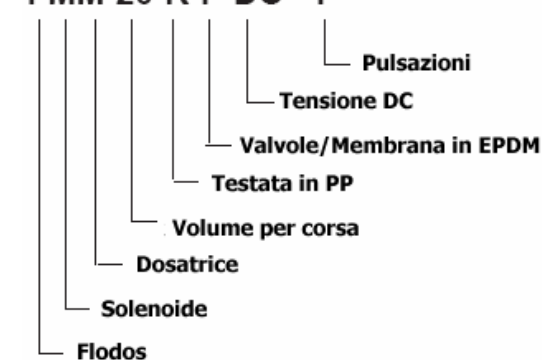 Pulsazioni
Tensione DC
Valvole/Membrana in EPDM
Testata in PP
Volume per corsa
Dosatrice
Solenoide
Flodos